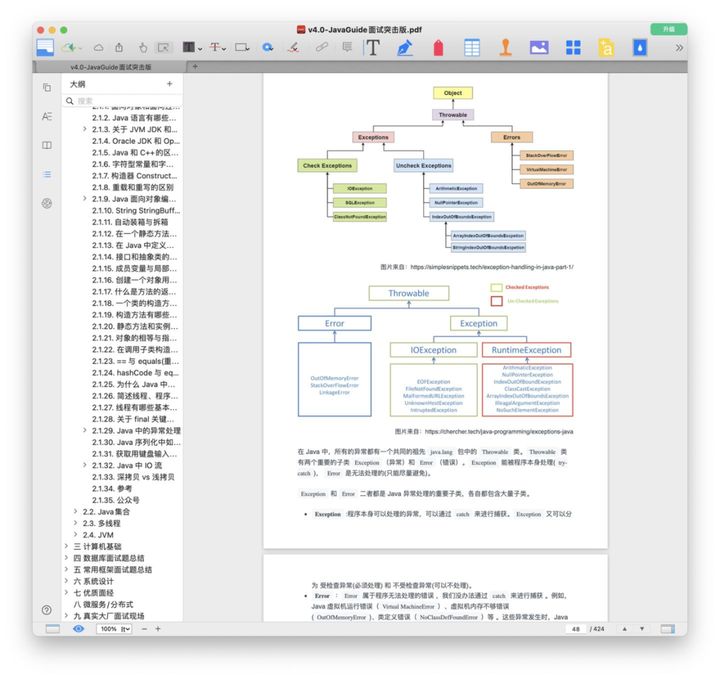 v4.0-JavaGuide面试突击版.pdf
升级
v4.0-JavaGuide面试突击版.pdf
大纲
搜索
2.1.2. Java 语言有哪些...
2.1.3. 关于 JVM JDK 和...
2.1.4. Oracle JDK 和 Op...
2.1.5. Java 和 C++的区...
2.1.6. 字符型常量和字...
2.1.7. 构造器 Construct...
2.1.8. 重载和重写的区别
2.1.9. Java 面向对象编...
2.1.10. String StringBuff...
2.1.11. 自动装箱与拆箱
2.1.12. 在一个静态方法...
2.1.13. 在 Java 中定义...
2.1.14. 接口和抽象类的...
2.1.15. 成员变量与局部...
2.1.16. 创建一个对象用...
2.1.17. 什么是方法的返...
2.1.18. 一个类的构造方...
2.1.19. 构造方法有哪些...
2.1.20. 静态方法和实例...
2.1.21. 对象的相等与指...
2.1.22. 在调用子类构造...
2.1.23. == 与 equals(重...
2.1.24. hashCode 与 eq...
2.1.25. 为什么 Java 中...
2.1.26. 简述线程、程序...
2.1.27. 线程有哪些基本...
2.1.28. 关于 final 关键...
2.1.29. Java 中的异常处理
2.1.30. Java 序列化中如...
2.1.31. 获取用键盘输入...
2.1.32. Java 中 IO 流
2.1.33. 深拷贝 vs 浅拷贝
2.1.34. 参考
2.1.35. 公众号
2.2. Java集合
2.3. 多线程
2.4. JVM
三 计算机基础
四 数据库面试题总结
五 常用框架面试题总结
六 系统设计
七 优质面经
八 微服务/分布式
九 真实大厂面试现场
Object
Throwable
Exceptions
Errors
Check Exceptions
Uncheck Exceptions
StackOverFlowError
VirtualMachineError
OutOfMemoryError
IOException
SQLException
ClassNotFoundException
ArithmaticException
NullPointerException
IndexOutOfBoundsException
ArrayIndexOutOfBoundsExcpetion
StringIndexOutOfBoundsExcpetion
图片来自：https://simplesnippets.tech/exception-handling-in-java-part-1/
Throwable
Checked Exceptions
Un-Checked Exceptions
Error
Exception
OutOfMemoryError
StackOverFlowError
LinkageError
IOException
EOFException
FileNotFoundException
MalFormedURLException
UnknownHostException
IntruptedException
RuntimeException
ArithmaticException
NullPointerException
IndexOutOfBoundException
ClassCastException
ArrayIndexOutOfBoundsException
IllegalArgumentException
NoSuchElementException
图片来自：https://chercher.tech/java-programming/exceptions-java
在 Java 中，所有的异常都有一个共同的祖先 java.lang 包中的 Throwable 类。 Throwable 类
有两个重要的子类 Exception（异常）和 Error（错误）。 Exception 能被程序本身处理( try-
catch )， Error 是无法处理的(只能尽量避免)。
Exception 和 Error 二者都是 Java 异常处理的重要子类，各自都包含大量子类。
• Exception :程序本身可以处理的异常，可以通过 catch 来进行捕获。 Exception 又可以分
为 受检查异常(必须处理) 和 不受检查异常(可以不处理)。
• Error ： Error 属于程序无法处理的错误 ，我们没办法通过 catch 来进行捕获 。例如，
Java 虚拟机运行错误（ Virtual MachineError ）、虚拟机内存不够错误
( OutOfMemoryError )、类定义错误（ NoClassDefFoundError ）等 。这些异常发生时，Java
100%
48 / 424